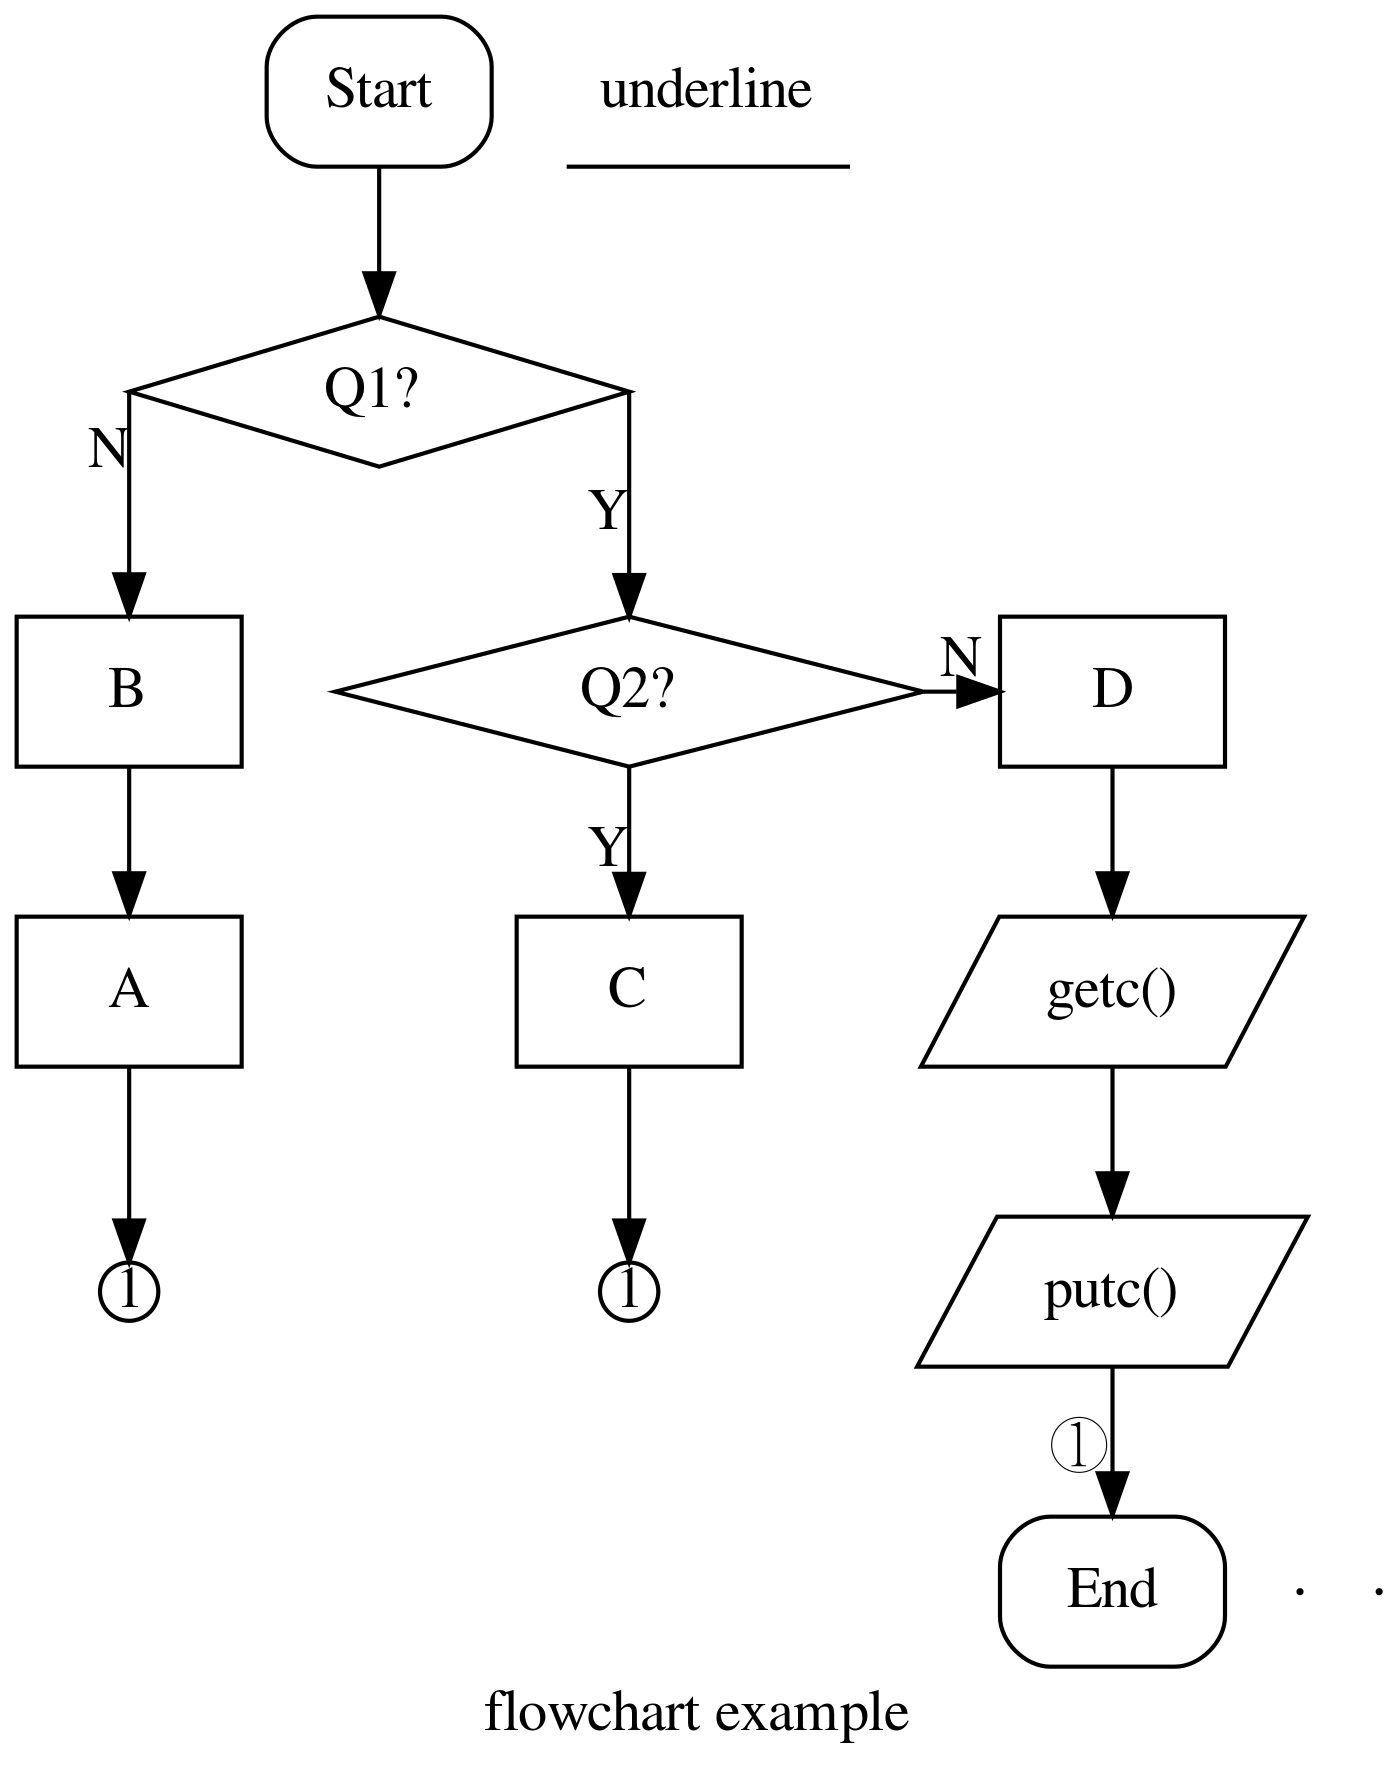 Start
underline
Q1?
N
Y
B
Q2?
N
D
Y
A
C
getc()
1
1
putc()
1
End
flowchart example